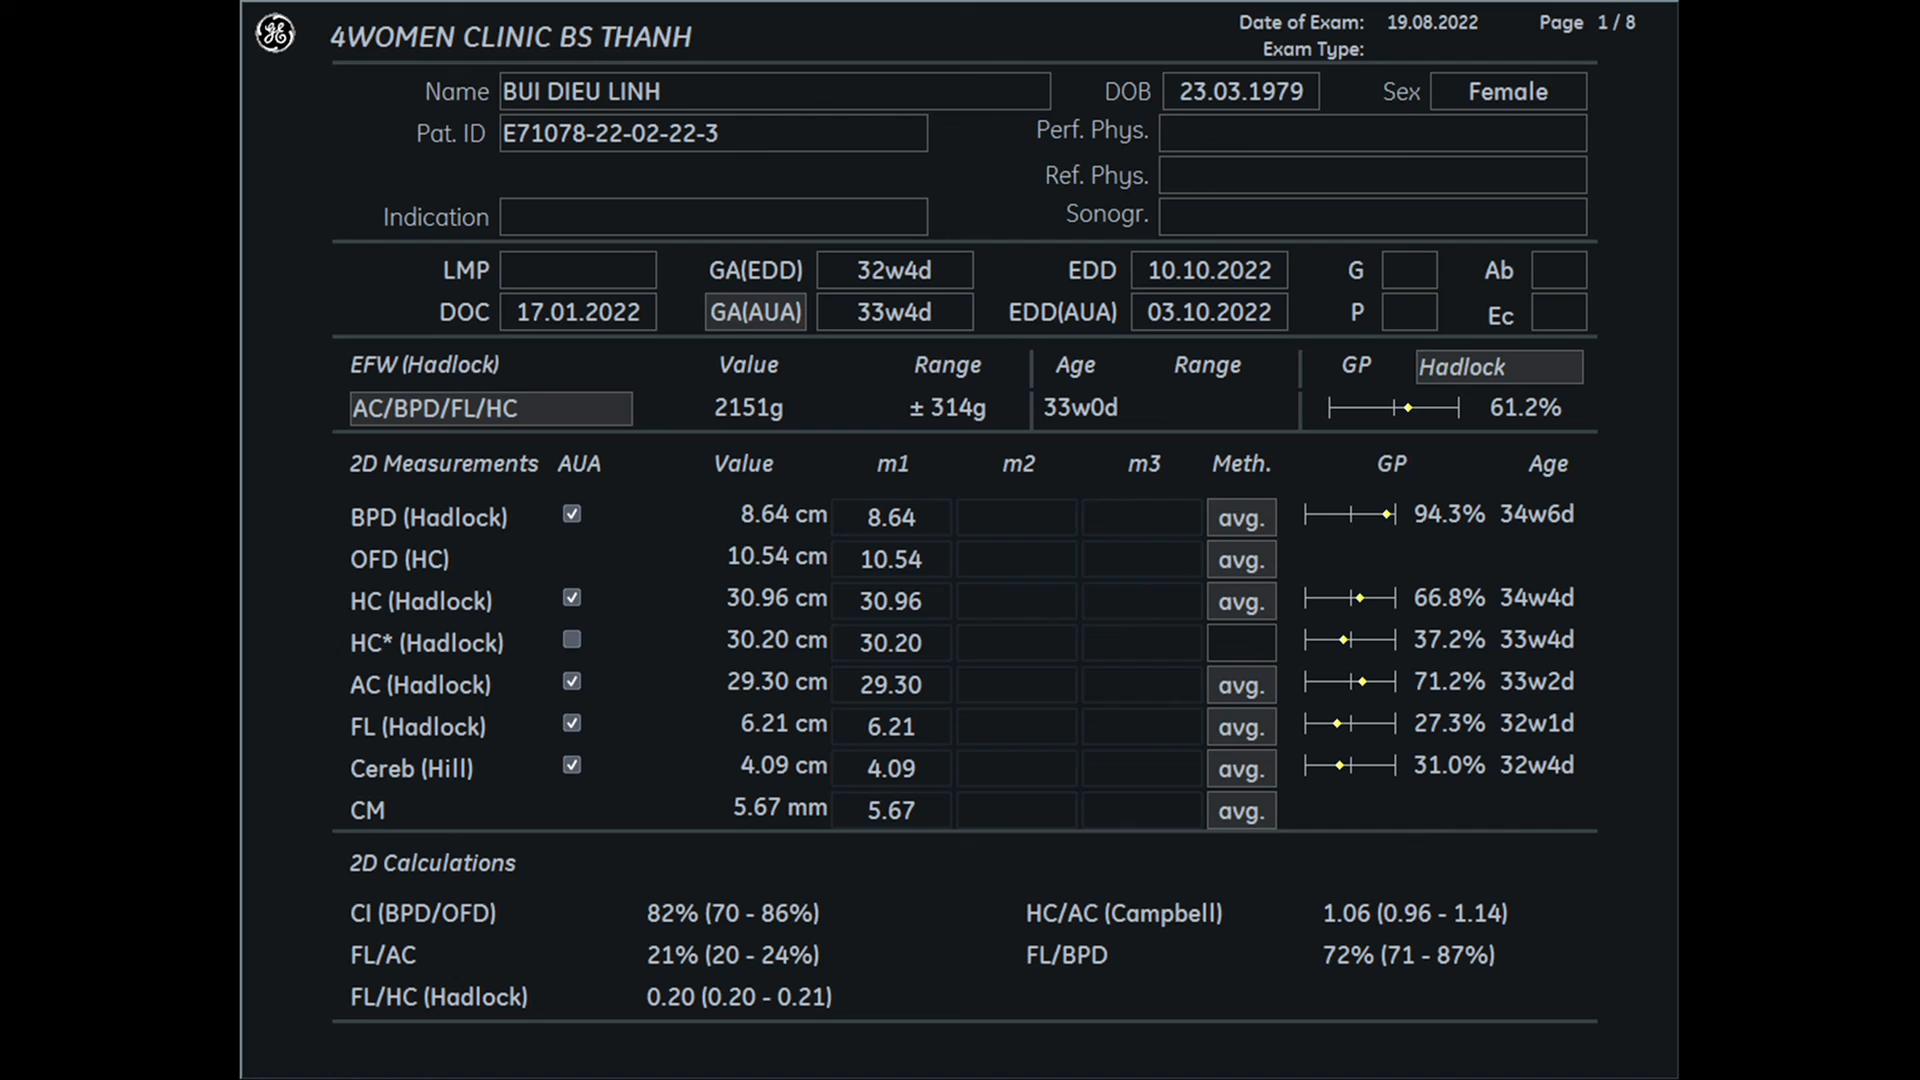 4WOMEN CLINIC BS THANH Date of Exam: 19.08.2022 Page 1 / 8
Exam Type:
Name BUI DIEU LINH DOB 23.03.1979 Sex Female
Pat. ID E71078-22-02-22-3 Perf. Phys.
Ref. Phys.
Indication Sonogr.
LMP GA(EDD) 32w4d EDD 10.10.2022 G Ab
DOC 17.01.2022 GA(AUA) 33w4d EDD(AUA) 03.10.2022 P Ec
EFW (Hadlock) Value Range Age Range GP Hadlock
AC/BPD/FL/HC 2151g ± 314g 33w0d 61.2%
2D Measurements AUA Value m1 m2 m3 Meth. GP Age
BPD (Hadlock) 8.64 cm 8.64 avg. 94.3% 34w6d
OFD (HC) 10.54 cm 10.54 avg.
HC (Hadlock) 30.96 cm 30.96 avg. 66.8% 34w4d
HC* (Hadlock) 30.20 cm 30.20 37.2% 33w4d
AC (Hadlock) 29.30 cm 29.30 avg. 71.2% 33w2d
FL (Hadlock) 6.21 cm 6.21 avg. 27.3% 32w1d
Cereb (Hill) 4.09 cm 4.09 avg. 31.0% 32w4d
CM 5.67 mm 5.67 avg.
2D Calculations
CI (BPD/OFD) 82% (70 - 86%) HC/AC (Campbell) 1.06 (0.96 - 1.14)
FL/AC 21% (20 - 24%) FL/BPD 72% (71 - 87%)
FL/HC (Hadlock) 0.20 (0.20 - 0.21)